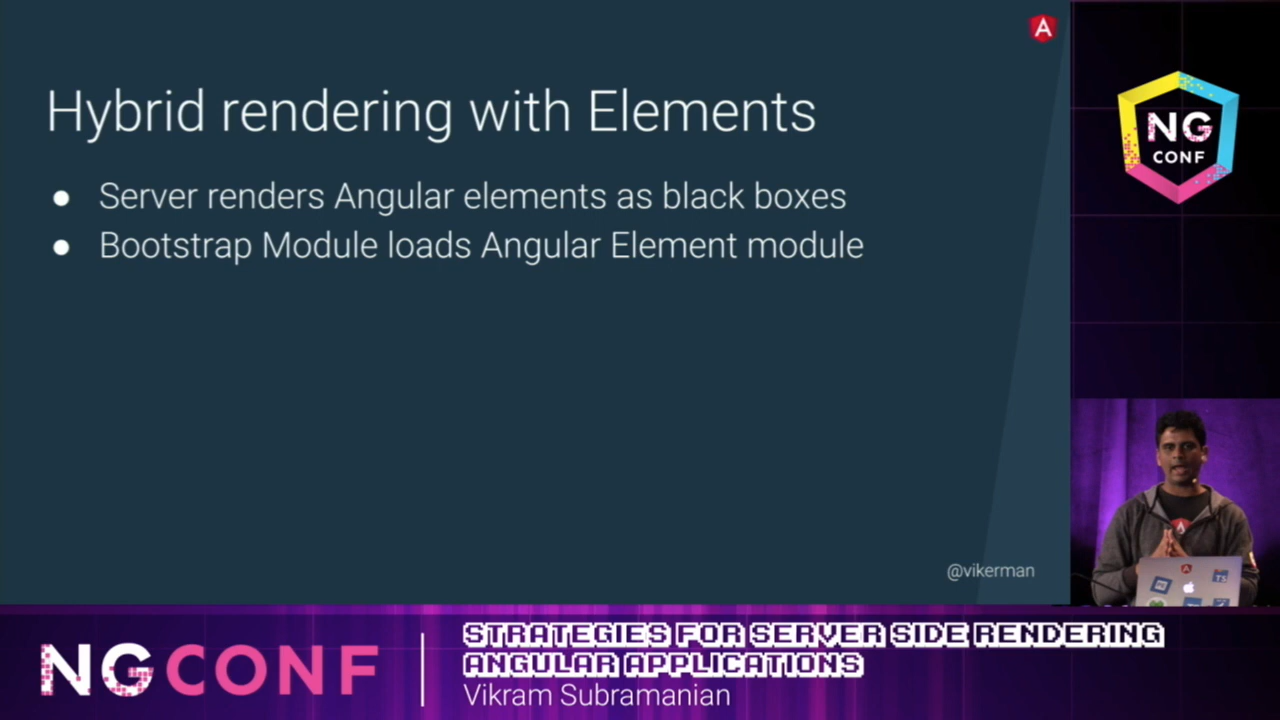 Hybrid rendering with Elements
● Server renders Angular elements as black boxes
● Bootstrap Module loads Angular Element module
@vikerman
A
NG
CONF
TS
NGCONF
STRATEGIES FOR SERVER SIDE RENDERING
ANGULAR APPLICATIONS
Vikram Subramanian